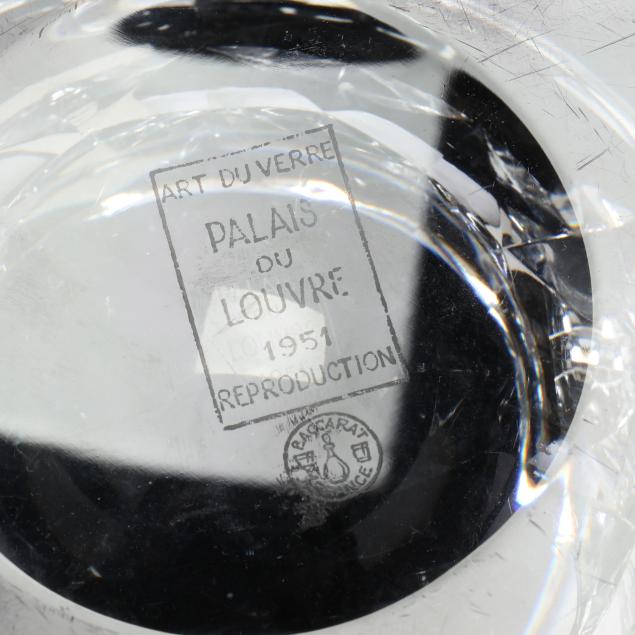 ART DU VERRE
PALAIS
DU
LOUVRE
1951
REPRODUCTION
BACCARAT
FRANCE